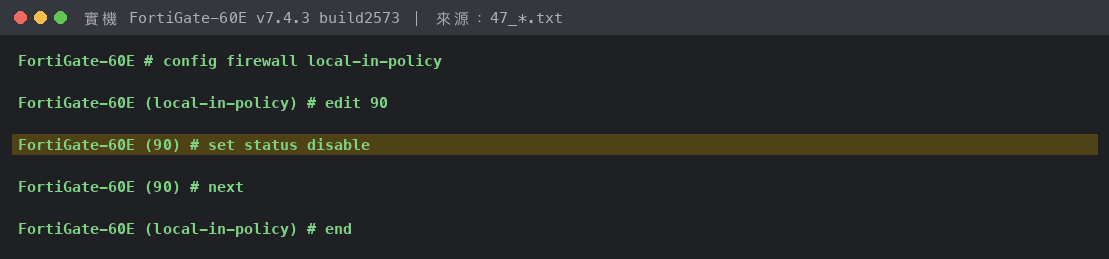 實機 FortiGate-60E v7.4.3 build2573 | 來源：47_*.txt
FortiGate-60E # config firewall local-in-policy
FortiGate-60E (local-in-policy) # edit 90
FortiGate-60E (90) # set status disable
FortiGate-60E (90) # next
FortiGate-60E (local-in-policy) # end